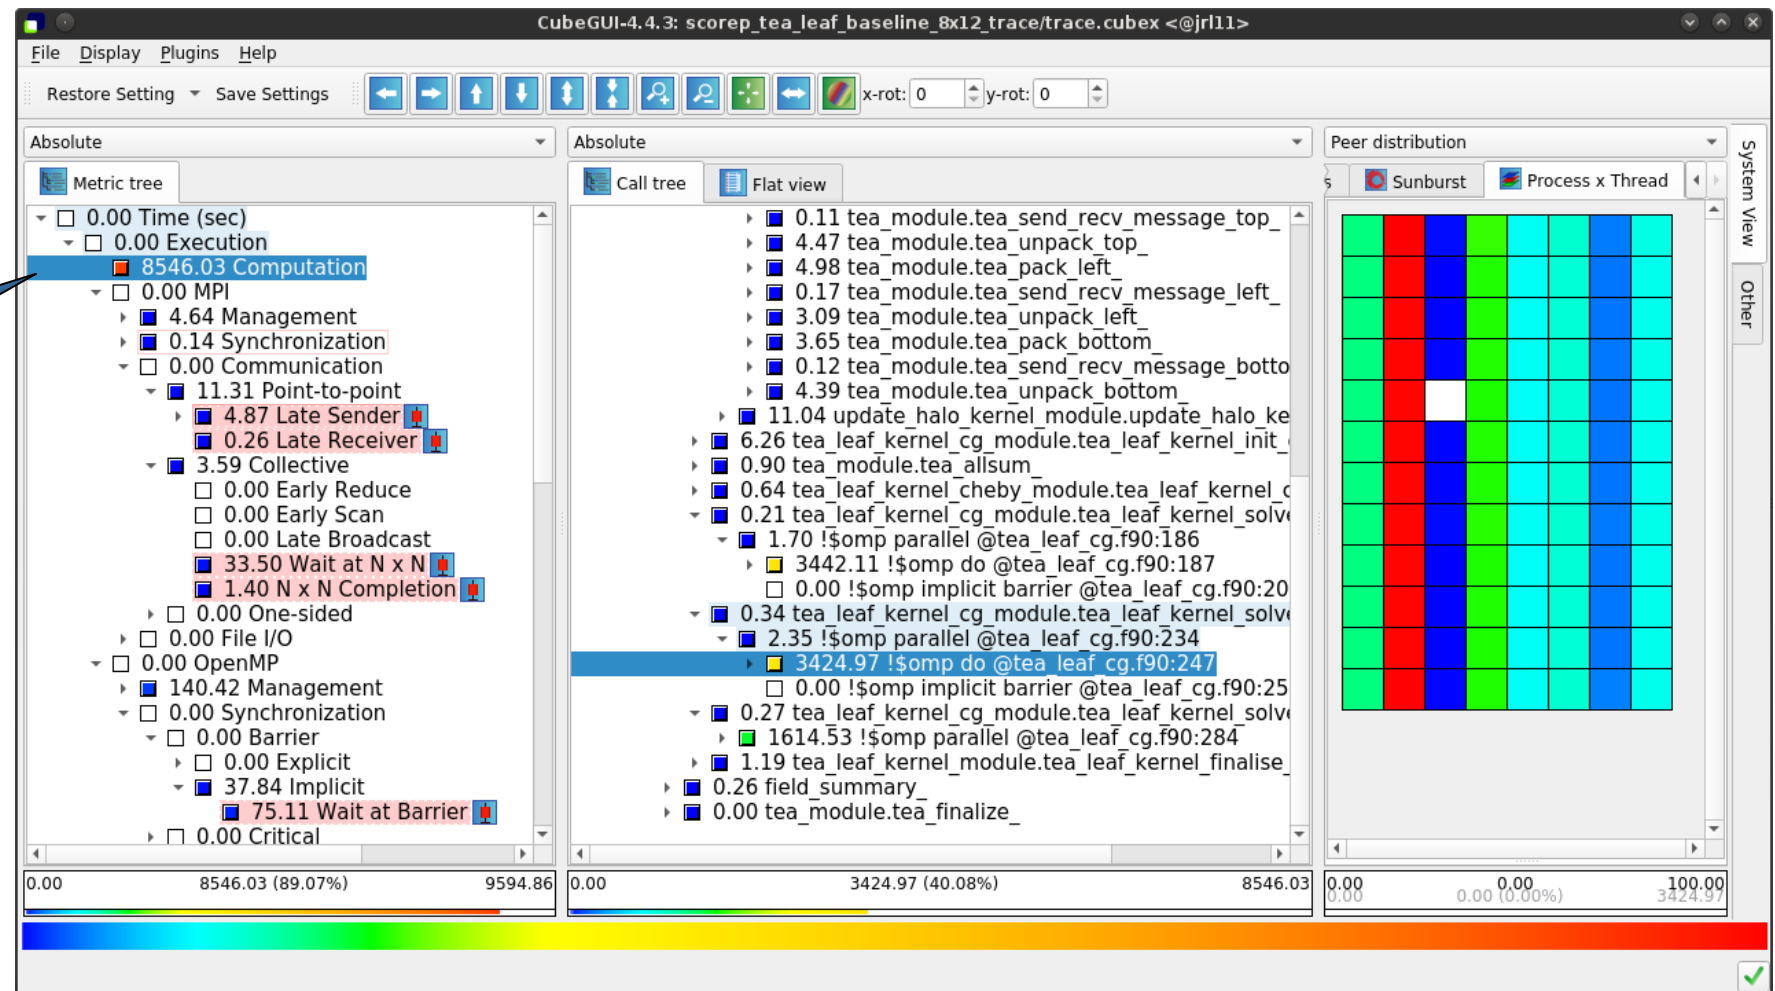 CubeGUI-4.4.3: scorep_tea_leaf_baseline_8x12_trace/trace.cubex <@jrl11>
File Display Plugins Help
Restore Setting Save Settings x-rot: 0 y-rot: 0
Absolute
Metric tree
0.00 Time (sec)
0.00 Execution
8546.03 Computation
0.00 MPI
4.64 Management
0.14 Synchronization
0.00 Communication
11.31 Point-to-point
4.87 Late Sender
0.26 Late Receiver
3.59 Collective
0.00 Early Reduce
0.00 Early Scan
0.00 Late Broadcast
33.50 Wait at N x N
1.40 N x N Completion
0.00 One-sided
0.00 File I/O
0.00 OpenMP
140.42 Management
0.00 Synchronization
0.00 Barrier
0.00 Explicit
37.84 Implicit
75.11 Wait at Barrier
0.00 Critical
0.00 8546.03 (89.07%) 9594.86
Absolute
Call tree Flat view
0.11 tea_module.tea_send_recv_message_top_
4.47 tea_module.tea_unpack_top_
4.98 tea_module.tea_pack_left_
0.17 tea_module.tea_send_recv_message_left_
3.09 tea_module.tea_unpack_left_
3.65 tea_module.tea_pack_bottom_
0.12 tea_module.tea_send_recv_message_botto
4.39 tea_module.tea_unpack_bottom_
11.04 update_halo_kernel_module.update_halo_ke
6.26 tea_leaf_kernel_cg_module.tea_leaf_kernel_init_
0.90 tea_module.tea_allsum_
0.64 tea_leaf_kernel_cheby_module.tea_leaf_kernel_
0.21 tea_leaf_kernel_cg_module.tea_leaf_kernel_solv
1.70 !$omp parallel @tea_leaf_cg.f90:186
3442.11 !$omp do @tea_leaf_cg.f90:187
0.00 !$omp implicit barrier @tea_leaf_cg.f90:20
0.34 tea_leaf_kernel_cg_module.tea_leaf_kernel_solv
2.35 !$omp parallel @tea_leaf_cg.f90:234
3424.97 !$omp do @tea_leaf_cg.f90:247
0.00 !$omp implicit barrier @tea_leaf_cg.f90:25
0.27 tea_leaf_kernel_cg_module.tea_leaf_kernel_solv
1614.53 !$omp parallel @tea_leaf_cg.f90:284
1.19 tea_leaf_kernel_module.tea_leaf_kernel_finalise_
0.26 field_summary_
0.00 tea_module.tea_finalize_
0.00 3424.97 (40.08%) 8546.03
Peer distribution
s Sunburst Process x Thread
0.00 0.00 100.00
0.00 0.00 (0.00%) 3424.97
System View
Other